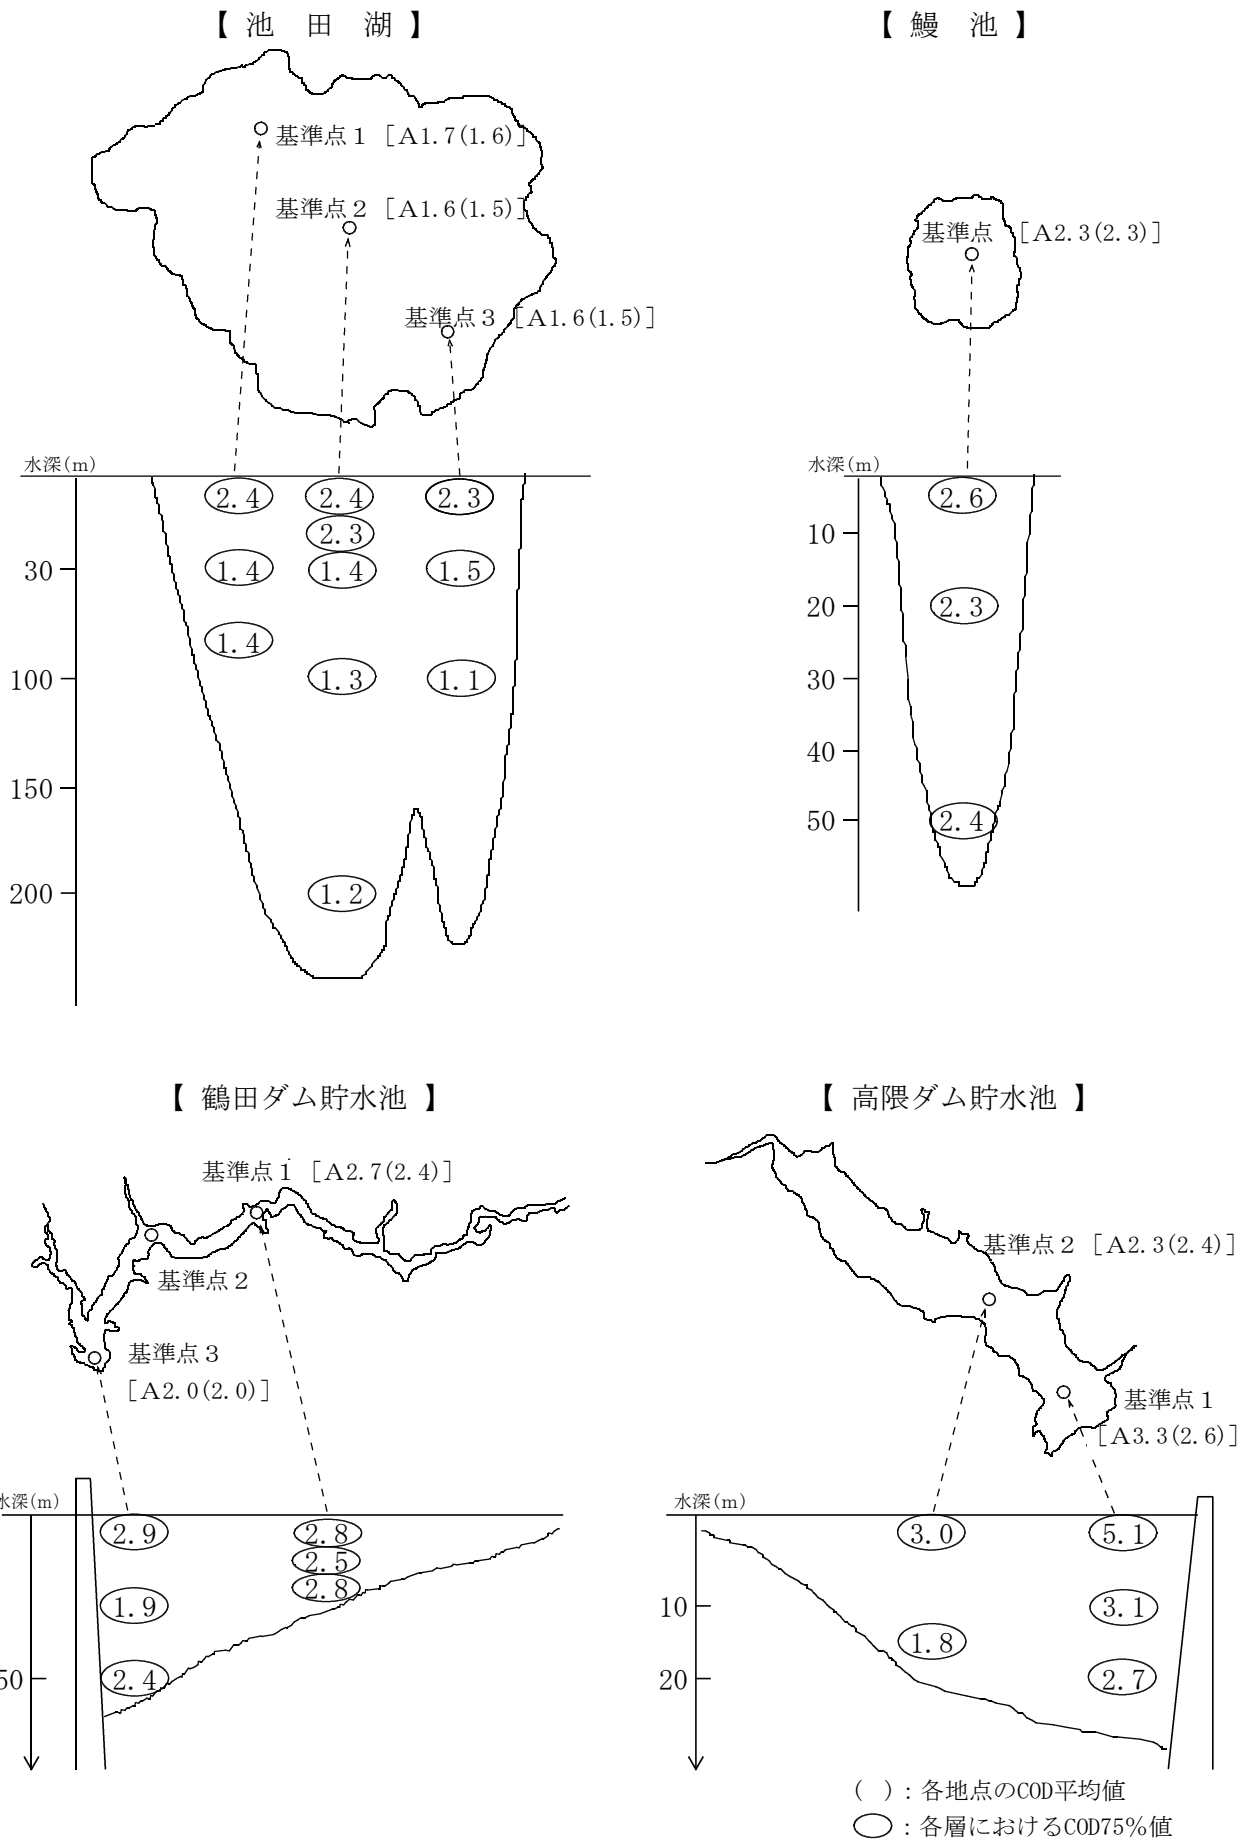 【 池 田 湖 】
基準点１ ［A1.7(1.6)］
基準点２ ［A1.6(1.5)］
基準点３ ［A1.6(1.5)］
水深(m)
2.4 2.4 2.3
2.3
30 1.4 1.4 1.5
1.4
100 1.3 1.1
150
200 1.2
【 鰻 池 】
基準点 ［A2.3(2.3)］
水深(m)
2.6
10
20 2.3
30
40
50 2.4
【 鶴田ダム貯水池 】
基準点１ ［A2.7(2.4)］
基準点２
基準点３
［A2.0(2.0)］
水深(m)
2.9 2.8
2.5
2.8
1.9
50 2.4
【 高隈ダム貯水池 】
基準点２ ［A2.3(2.4)］
基準点１
［A3.3(2.6)］
水深(m)
3.0 5.1
10 3.1
1.8
20 2.7
( ) : 各地点のCOD平均値
: 各層におけるCOD75%値